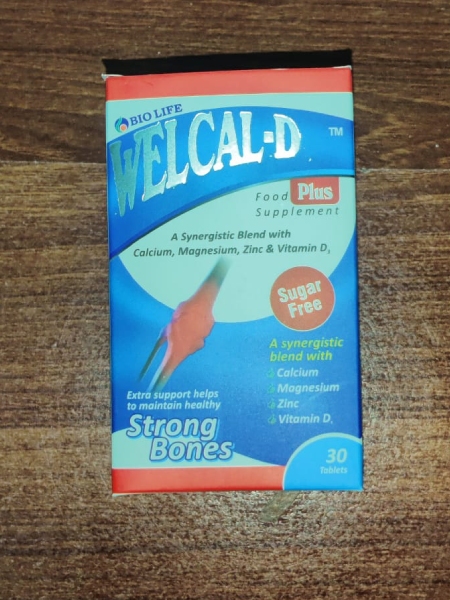 BIO LIFE
WELCAL-D
TM
Food Plus
Supplement
A Synergistic Blend with
Calcium, Magnesium, Zinc & Vitamin D₃
Sugar
Free
A synergistic
blend with
Calcium
Magnesium
Zinc
Vitamin D₃
Extra support helps
to maintain healthy
Strong
Bones
30
Tablets